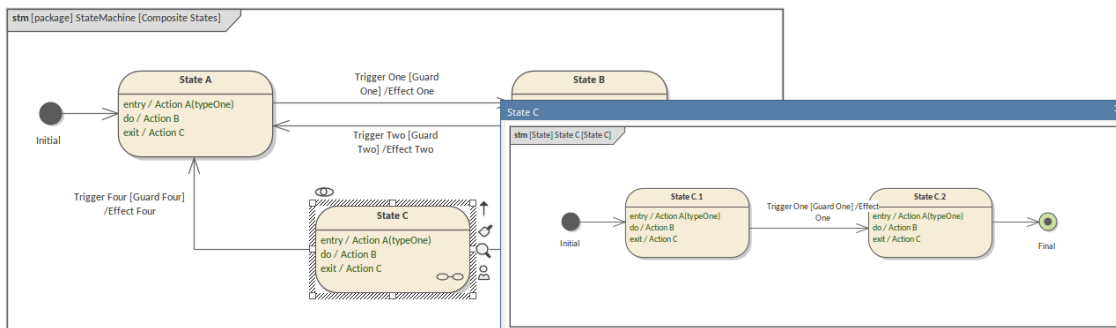 stm [package] StateMachine [Composite States]
State A
entry / Action A(typeOne)
do / Action B
exit / Action C
Initial
Trigger One [Guard
One] /Effect One
State B
Trigger Two [Guard
Two] /Effect Two
Trigger Four [Guard Four]
/Effect Four
State C
entry / Action A(typeOne)
do / Action B
exit / Action C
State C
stm [State] State C [State C]
Initial
State C.1
entry / Action A(typeOne)
do / Action B
exit / Action C
Trigger One [Guard One] /Effect
One
State C.2
entry / Action A(typeOne)
do / Action B
exit / Action C
Final